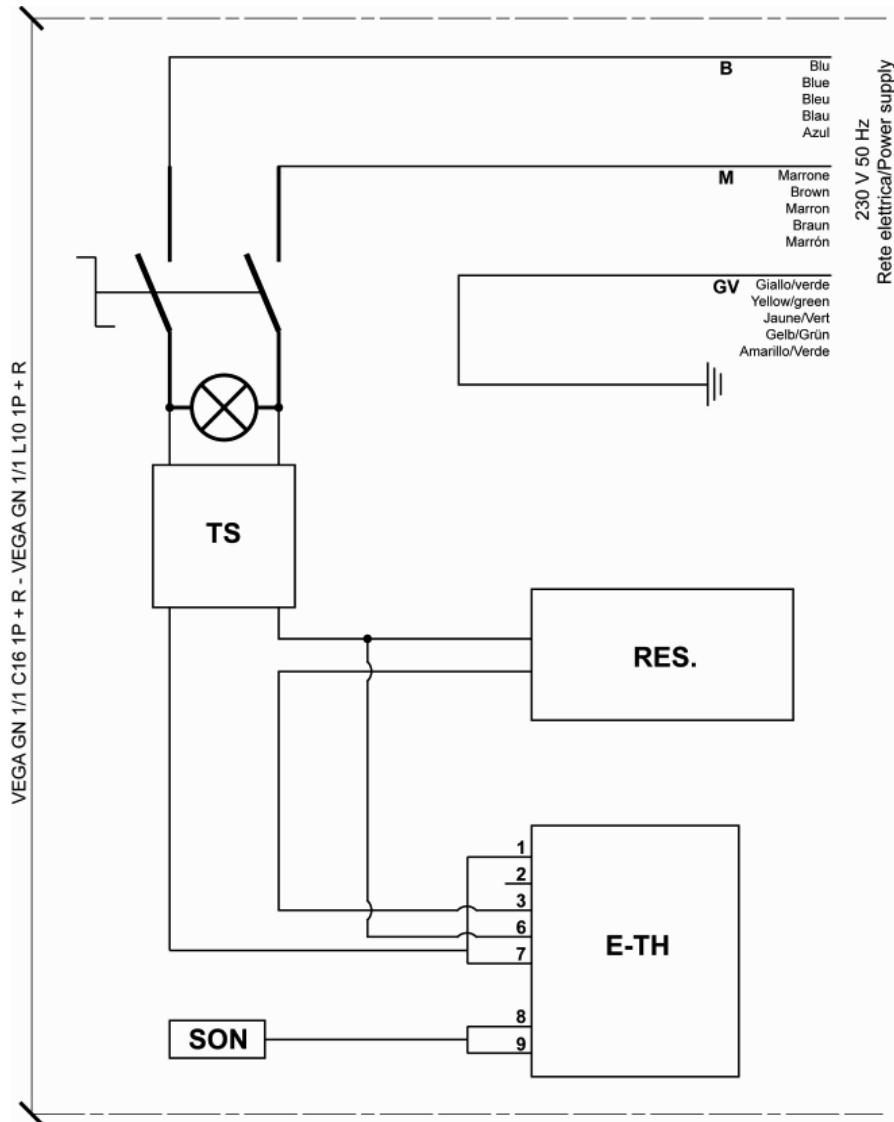 B
Blu
Blue
Bleu
Blau
Azul
M
Marrone
Brown
Marron
Braun
Marrón
GV
Giallo/verde
Yellow/green
Jaune/Vert
Gelb/Grün
Amarillo/Verde
230 V 50 Hz
Rete elettrica/Power supply
VEGA GN 1/1 C16 1P + R - VEGA GN 1/1 L10 1P + R
TS
RES.
1
2
3
6
7
8
9
E-TH
SON